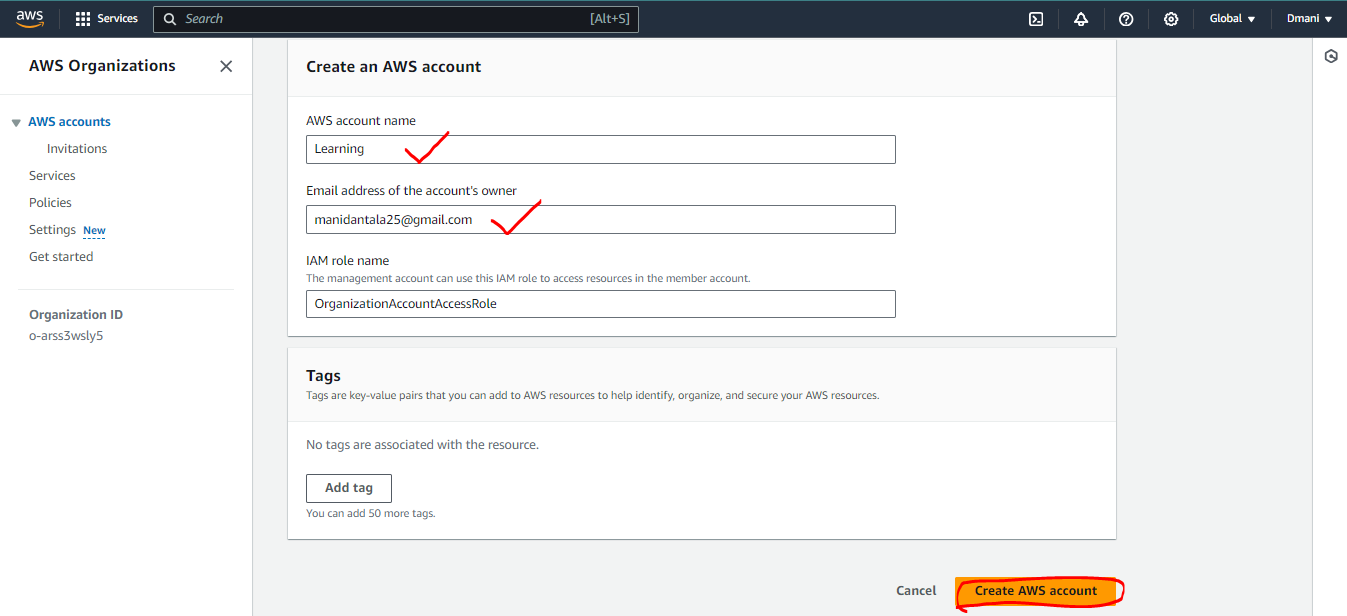 aws Services Search [Alt+S] Global Dmani
AWS Organizations
AWS accounts
Invitations
Services
Policies
Settings New
Get started
Organization ID
o-arss3wsly5
Create an AWS account
AWS account name
Learning
Email address of the account's owner
manidantala25@gmail.com
IAM role name
The management account can use this IAM role to access resources in the member account.
OrganizationAccountAccessRole
Tags
Tags are key-value pairs that you can add to AWS resources to help identify, organize, and secure your AWS resources.
No tags are associated with the resource.
Add tag
You can add 50 more tags.
Cancel Create AWS account